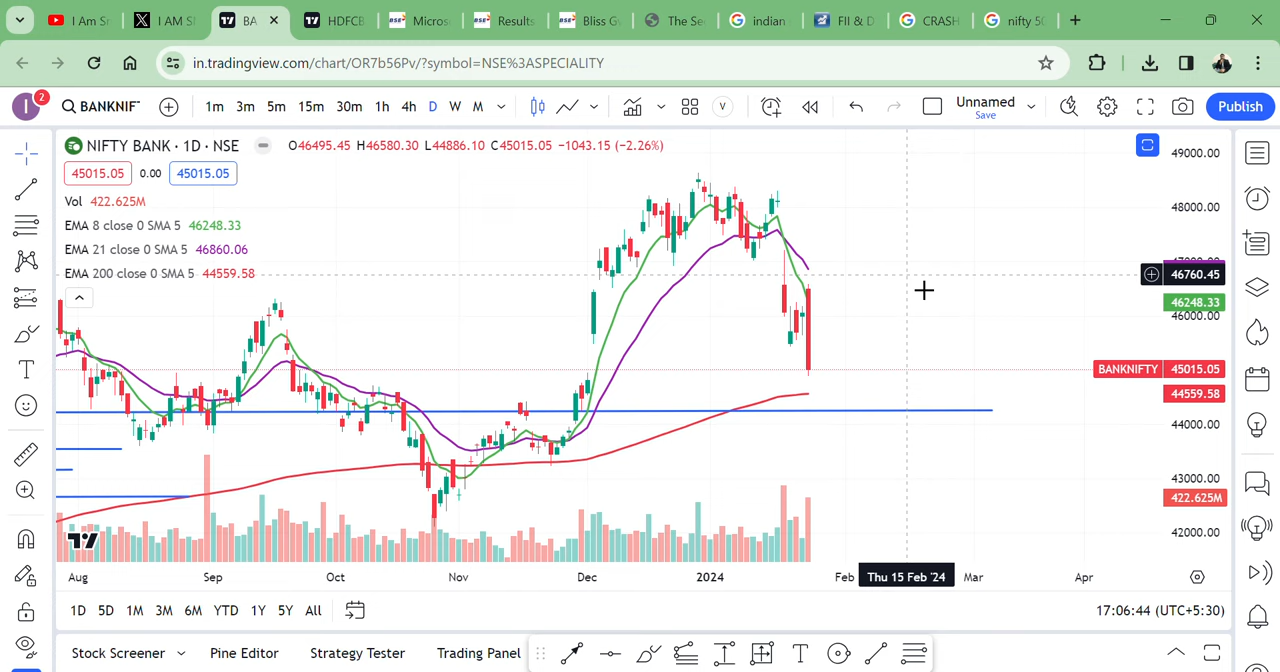 I Am Sr
I AM SI
BA
HDFCB
Micros
Results
Bliss G
The Se
indian
FII & D
CRASH
nifty 50
in.tradingview.com/chart/OR7b56Pv/?symbol=NSE%3ASPECIALITY
I 2 BANKNIF 1m 3m 5m 15m 30m 1h 4h D W M V Unnamed Save Publish
NIFTY BANK · 1D · NSE O46495.45 H46580.30 L44886.10 C45015.05 −1043.15 (−2.26%)
45015.05 0.00 45015.05
Vol 422.625M
EMA 8 close 0 SMA 5 46248.33
EMA 21 close 0 SMA 5 46860.06
EMA 200 close 0 SMA 5 44559.58
49000.00
48000.00
46760.45
46248.33
46000.00
BANKNIFTY 45015.05
44559.58
44000.00
43000.00
422.625M
42000.00
Aug Sep Oct Nov Dec 2024 Feb Thu 15 Feb '24 Mar Apr
1D 5D 1M 3M 6M YTD 1Y 5Y All 17:06:44 (UTC+5:30)
Stock Screener Pine Editor Strategy Tester Trading Panel